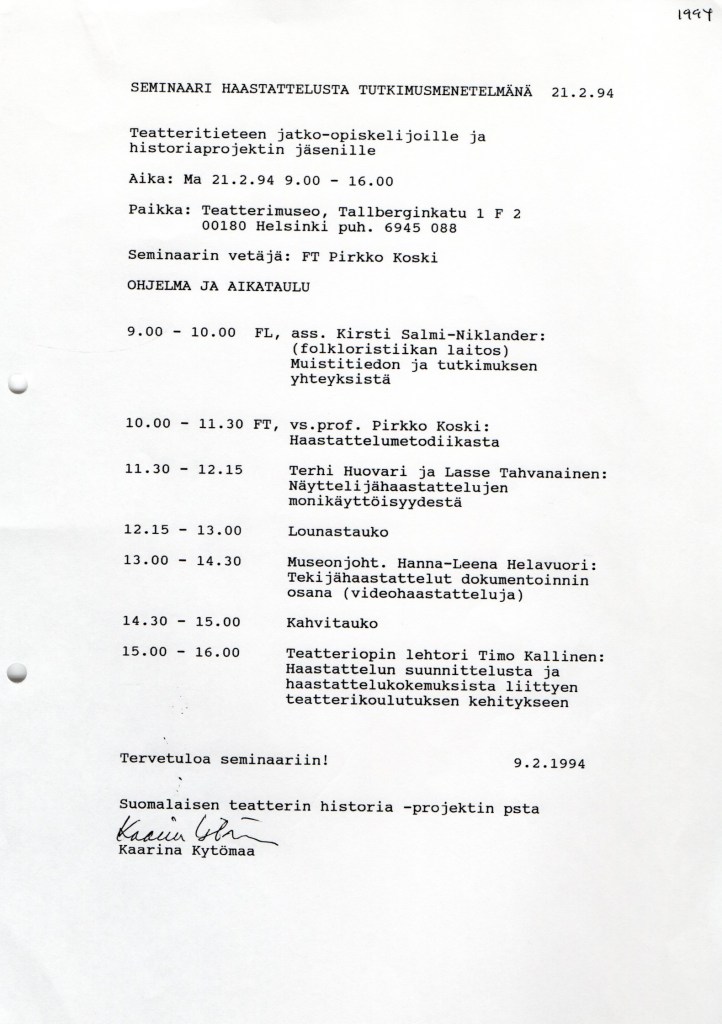 1994
SEMINAARI HAASTATTELUSTA TUTKIMUSMENETELMÄNÄ 21.2.94
Teatteritieteen jatko-opiskelijoille ja
historiaprojektin jäsenille
Aika: Ma 21.2.94 9.00 - 16.00
Paikka: Teatterimuseo, Tallberginkatu 1 F 2
00180 Helsinki puh. 6945 088
Seminaarin vetäjä: FT Pirkko Koski
OHJELMA JA AIKATAULU
9.00 - 10.00 FL, ass. Kirsti Salmi-Niklander:
(folkloristiikan laitos)
Muistitiedon ja tutkimuksen
yhteyksistä
10.00 - 11.30 FT, vs.prof. Pirkko Koski:
Haastattelumetodiikasta
11.30 - 12.15 Terhi Huovari ja Lasse Tahvanainen:
Näyttelijähaastattelujen
monikäyttöisyydestä
12.15 - 13.00 Lounastauko
13.00 - 14.30 Museonjoht. Hanna-Leena Helavuori:
Tekijähaastattelut dokumentoinnin
osana (videohaastatteluja)
14.30 - 15.00 Kahvitauko
15.00 - 16.00 Teatteriopin lehtori Timo Kallinen:
Haastattelun suunnittelusta ja
haastattelukokemuksista liittyen
teatterikoulutuksen kehitykseen
Tervetuloa seminaariin! 9.2.1994
Suomalaisen teatterin historia -projektin psta
Kaarina Kytömaa